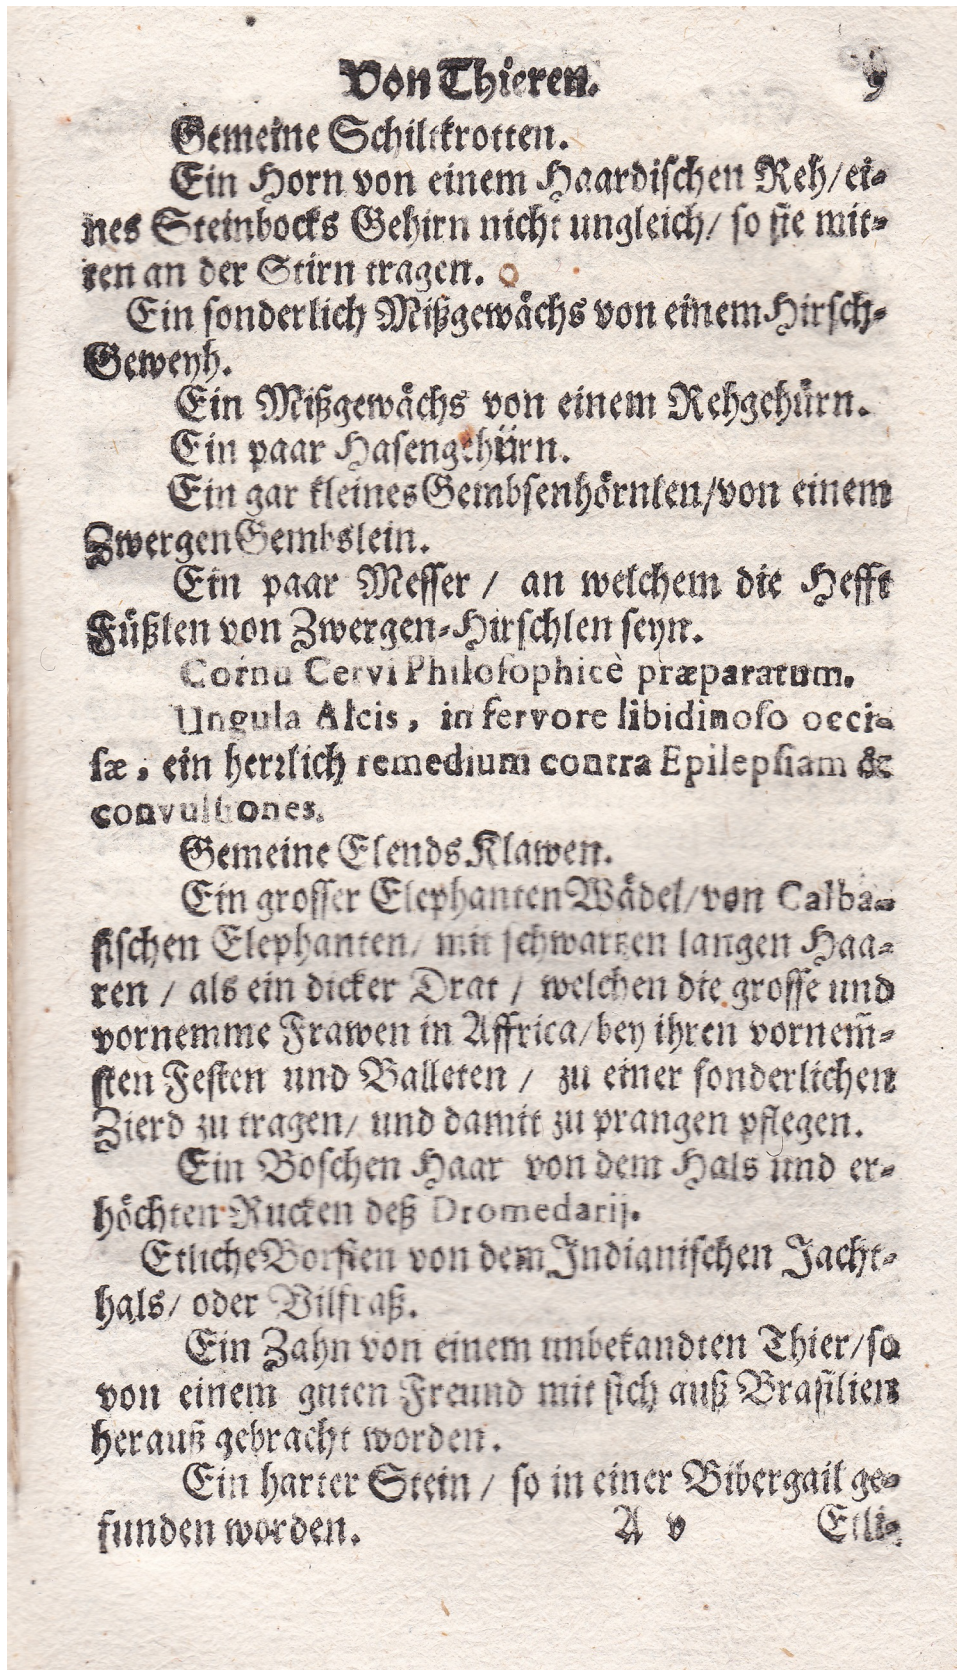 Von Thieren. 9
Gemeine Schiltkrotten.
Ein Horn von einem Haardischen Reh/ ei-
nes Steinbocks Gehirn nicht ungleich/ so sie mit-
ten an der Stirn tragen.
Ein sonderlich Mißgewächs von einem Hirsch-
Geweyh.
Ein Mißgewächs von einem Rehgehürn.
Ein paar Hasengehürn.
Ein gar kleines Gembsenhörnlen/ von einem
Zwergen Gembslein.
Ein paar Messer / an welchem die Hefft
Füßlen von Zwergen-Hirschlen seyn.
Cornu Cervi Philosophicè præparatum.
Ungula Alcis, in fervore libidinoso occi-
sæ, ein herrlich remedium contra Epilepsiam &
convulsiones.
Gemeine Elends Klawen.
Ein grosser Elephanten Wädel/ von Calba-
sischen Elephanten/ mit schwartzen langen Haa-
ren / als ein dicker Drat / welchen die grosse und
vornemme Frawen in Affrica/ bey ihren vornem̃-
sten Festen und Balleten / zu einer sonderlichen
Zierd zu tragen/ und damit zu prangen pflegen.
Ein Boschen Haar von dem Hals und er-
höchten Rucken deß Dromedarij.
Etliche Borsten von dem Indianischen Jacht-
hals/ oder Vilfraß.
Ein Zahn von einem unbekandten Thier/ so
von einem guten Freund mit sich auß Brasilien
herauß gebracht worden.
Ein harter Stein / so in einer Bibergail ge-
funden worden. A v Etli-